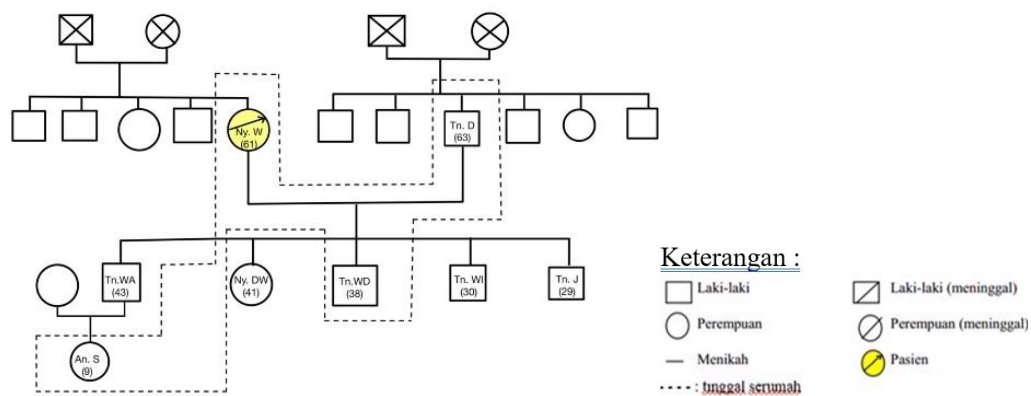 Ny. W
(61)
Tn. D
(63)
Tn.WA
(43)
Ny. DW
(41)
Tn.WD
(38)
Tn. WI
(30)
Tn. J
(29)
An. S
(9)
Keterangan :
Laki-laki
Laki-laki (meninggal)
Perempuan
Perempuan (meninggal)
Menikah
Pasien
: tinggal serumah